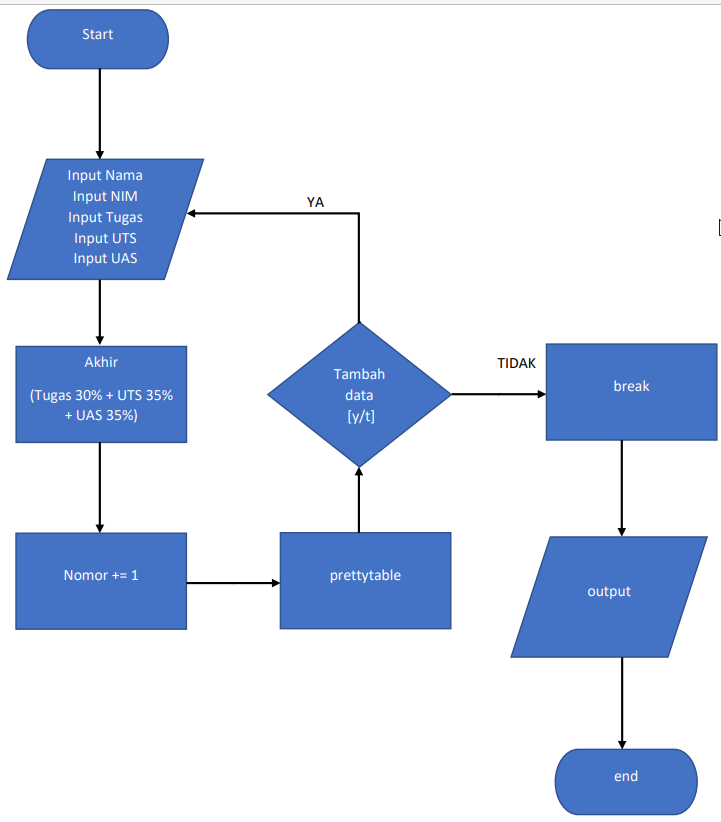 Start
Input Nama
Input NIM
Input Tugas
Input UTS
Input UAS
YA
Akhir
(Tugas 30% + UTS 35%
+ UAS 35%)
Tambah
data
[y/t]
TIDAK
break
Nomor += 1
prettytable
output
end